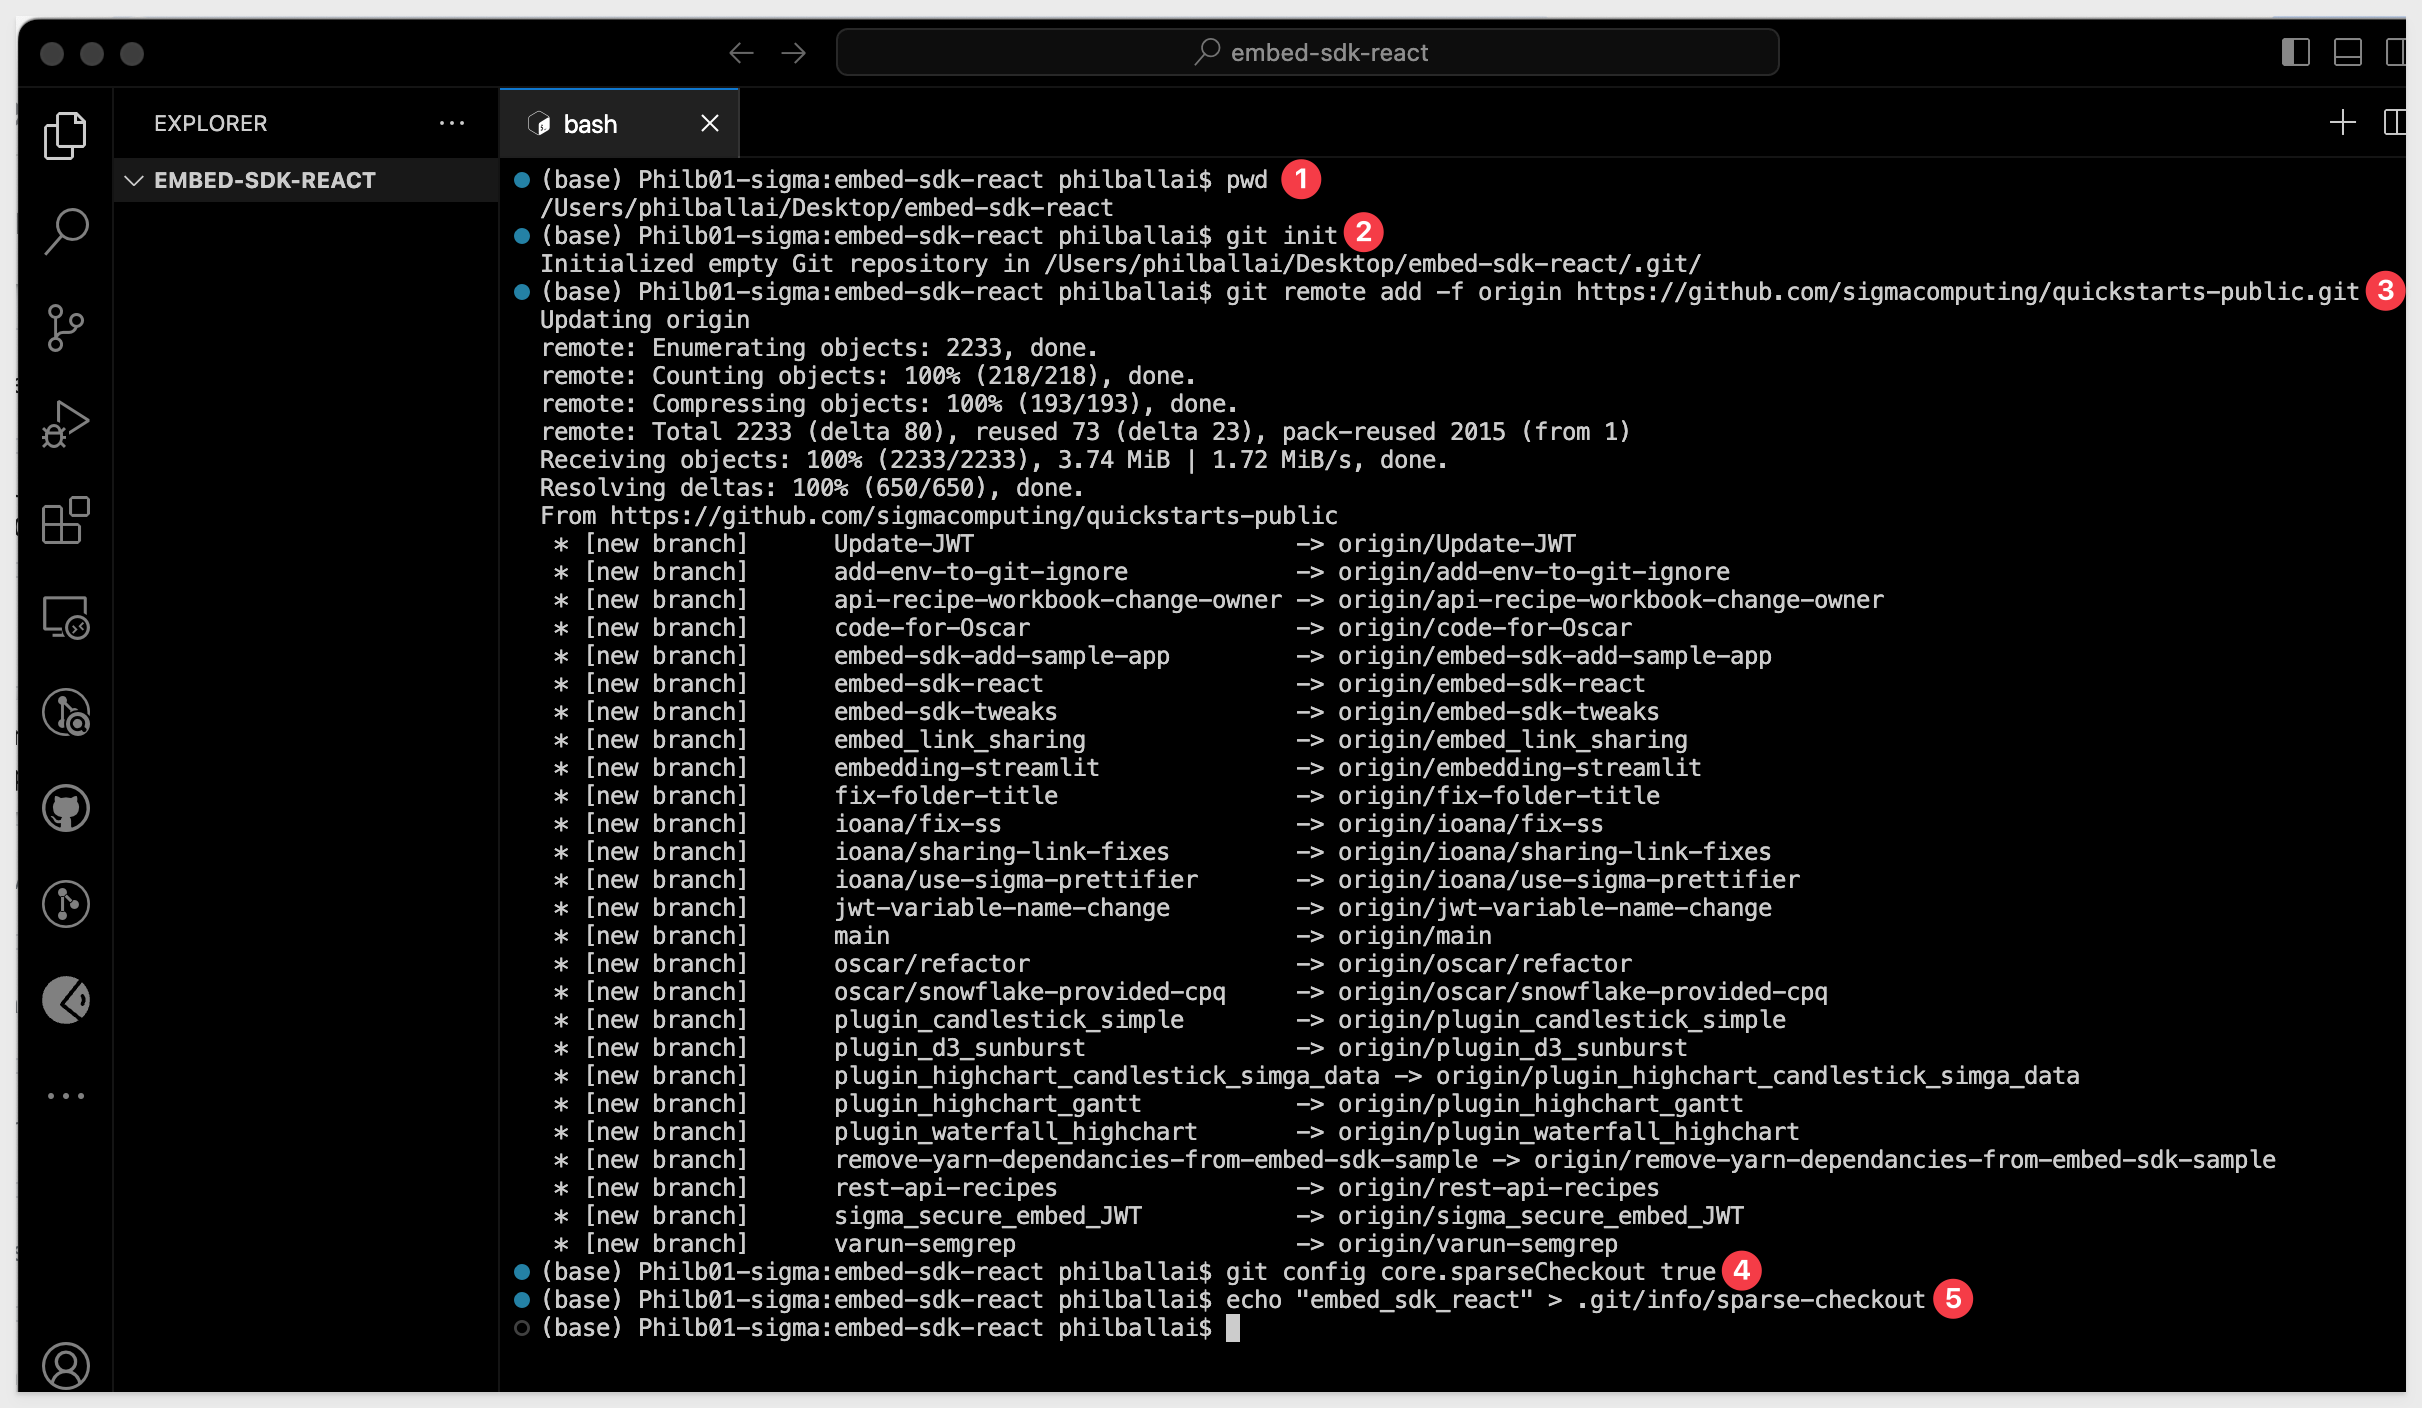 embed-sdk-react
EXPLORER
bash
EMBED-SDK-REACT
(base) Philb01-sigma:embed-sdk-react philballai$ pwd 1
/Users/philballai/Desktop/embed-sdk-react
(base) Philb01-sigma:embed-sdk-react philballai$ git init 2
Initialized empty Git repository in /Users/philballai/Desktop/embed-sdk-react/.git/
(base) Philb01-sigma:embed-sdk-react philballai$ git remote add -f origin https://github.com/sigmacomputing/quickstarts-public.git 3
Updating origin
remote: Enumerating objects: 2233, done.
remote: Counting objects: 100% (218/218), done.
remote: Compressing objects: 100% (193/193), done.
remote: Total 2233 (delta 80), reused 73 (delta 23), pack-reused 2015 (from 1)
Receiving objects: 100% (2233/2233), 3.74 MiB | 1.72 MiB/s, done.
Resolving deltas: 100% (650/650), done.
From https://github.com/sigmacomputing/quickstarts-public
* [new branch] Update-JWT -> origin/Update-JWT
* [new branch] add-env-to-git-ignore -> origin/add-env-to-git-ignore
* [new branch] api-recipe-workbook-change-owner -> origin/api-recipe-workbook-change-owner
* [new branch] code-for-Oscar -> origin/code-for-Oscar
* [new branch] embed-sdk-add-sample-app -> origin/embed-sdk-add-sample-app
* [new branch] embed-sdk-react -> origin/embed-sdk-react
* [new branch] embed-sdk-tweaks -> origin/embed-sdk-tweaks
* [new branch] embed_link_sharing -> origin/embed_link_sharing
* [new branch] embedding-streamlit -> origin/embedding-streamlit
* [new branch] fix-folder-title -> origin/fix-folder-title
* [new branch] ioana/fix-ss -> origin/ioana/fix-ss
* [new branch] ioana/sharing-link-fixes -> origin/ioana/sharing-link-fixes
* [new branch] ioana/use-sigma-prettifier -> origin/ioana/use-sigma-prettifier
* [new branch] jwt-variable-name-change -> origin/jwt-variable-name-change
* [new branch] main -> origin/main
* [new branch] oscar/refactor -> origin/oscar/refactor
* [new branch] oscar/snowflake-provided-cpq -> origin/oscar/snowflake-provided-cpq
* [new branch] plugin_candlestick_simple -> origin/plugin_candlestick_simple
* [new branch] plugin_d3_sunburst -> origin/plugin_d3_sunburst
* [new branch] plugin_highchart_candlestick_simga_data -> origin/plugin_highchart_candlestick_simga_data
* [new branch] plugin_highchart_gantt -> origin/plugin_highchart_gantt
* [new branch] plugin_waterfall_highchart -> origin/plugin_waterfall_highchart
* [new branch] remove-yarn-dependancies-from-embed-sdk-sample -> origin/remove-yarn-dependancies-from-embed-sdk-sample
* [new branch] rest-api-recipes -> origin/rest-api-recipes
* [new branch] sigma_secure_embed_JWT -> origin/sigma_secure_embed_JWT
* [new branch] varun-semgrep -> origin/varun-semgrep
(base) Philb01-sigma:embed-sdk-react philballai$ git config core.sparseCheckout true 4
(base) Philb01-sigma:embed-sdk-react philballai$ echo "embed_sdk_react" > .git/info/sparse-checkout 5
(base) Philb01-sigma:embed-sdk-react philballai$